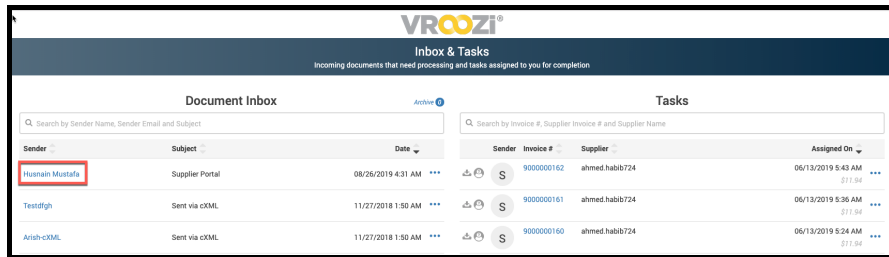 VROOZi®
Inbox & Tasks
Incoming documents that need processing and tasks assigned to you for completion
Document Inbox
Archive 0
Search by Sender Name, Sender Email and Subject
Sender Subject Date
Husnain Mustafa Supplier Portal 08/26/2019 4:31 AM
Testdfgh Sent via cXML 11/27/2018 1:50 AM
Arish-cXML Sent via cXML 11/27/2018 1:50 AM
Tasks
Search by Invoice #, Supplier Invoice # and Supplier Name
Sender Invoice # Supplier Assigned On
S 9000000162 ahmed.habib724 06/13/2019 5:43 AM
$11.94
S 9000000161 ahmed.habib724 06/13/2019 5:36 AM
$11.94
S 9000000160 ahmed.habib724 06/13/2019 5:24 AM
$11.94